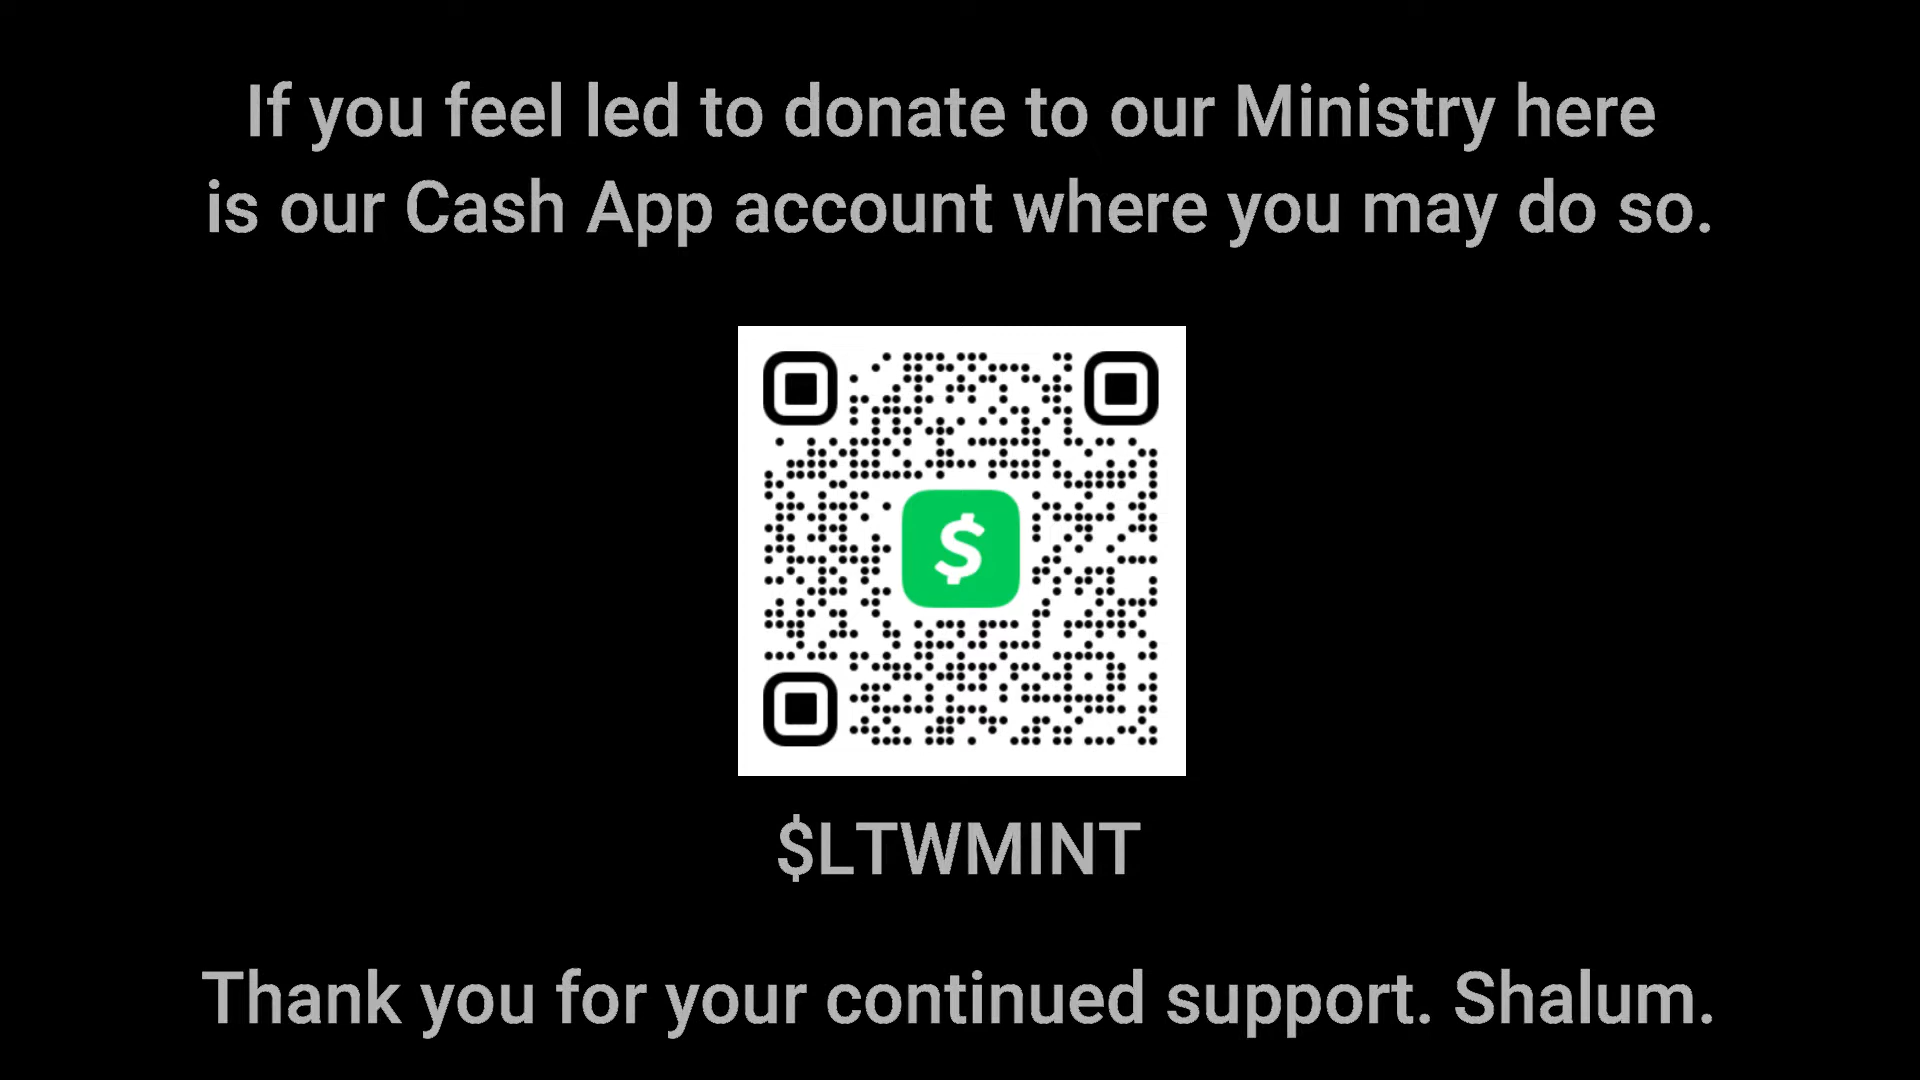 If you feel led to donate to our Ministry here
is our Cash App account where you may do so.
$
$LTWMINT
Thank you for your continued support. Shalum.